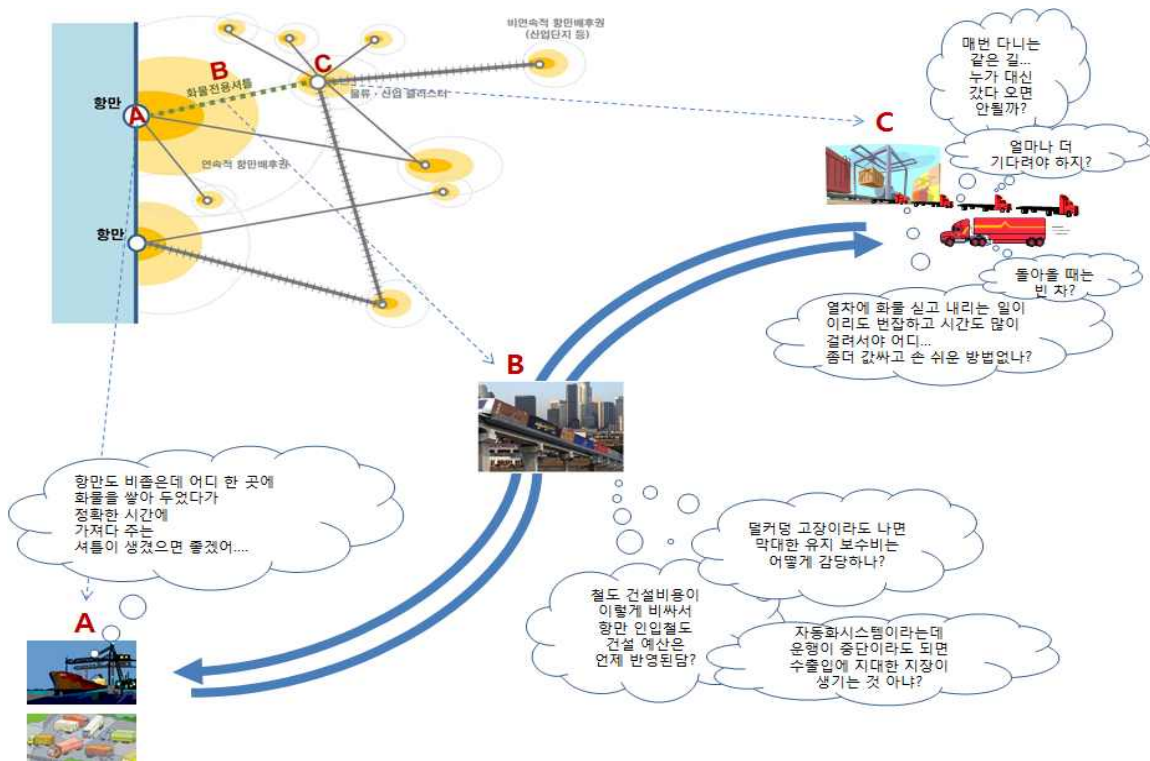 비연속적 항만배후권
(산업단지 등)
B
C
화물전용셔틀
물류·산업 클러스터
항만
A
연속적 항만배후권
항만
매번 다니는
같은 길...
누가 대신
갔다 오면
안될까?
C
얼마나 더
기다려야 하지?
돌아올 때는
빈 차?
열차에 화물 싣고 내리는 일이
이리도 번잡하고 시간도 많이
걸려서야 어디...
좀더 값싸고 손 쉬운 방법없나?
B
항만도 비좁은데 어디 한 곳에
화물을 쌓아 두었다가
정확한 시간에
가져다 주는
셔틀이 생겼으면 좋겠어....
덜커덩 고장이라도 나면
막대한 유지 보수비는
어떻게 감당하나?
철도 건설비용이
이렇게 비싸서
항만 인입철도
건설 예산은
언제 반영된담?
자동화시스템이라는데
운행이 중단이라도 되면
수출입에 지대한 지장이
생기는 것 아냐?
A